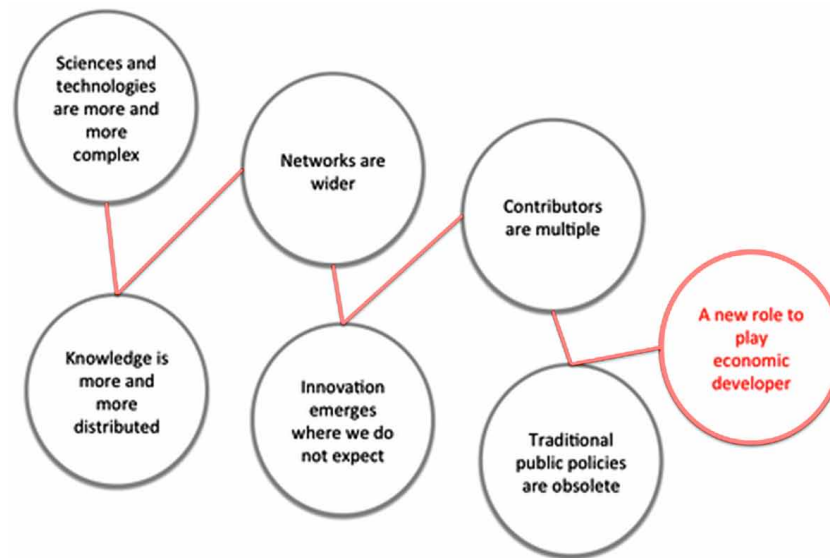 Sciences and
technologies
are more and
more
complex
Knowledge is
more and
more
distributed
Networks are
wider
Innovation
emerges
where we do
not expect
Contributors
are multiple
Traditional
public policies
are obsolete
A new role to
play
economic
developer